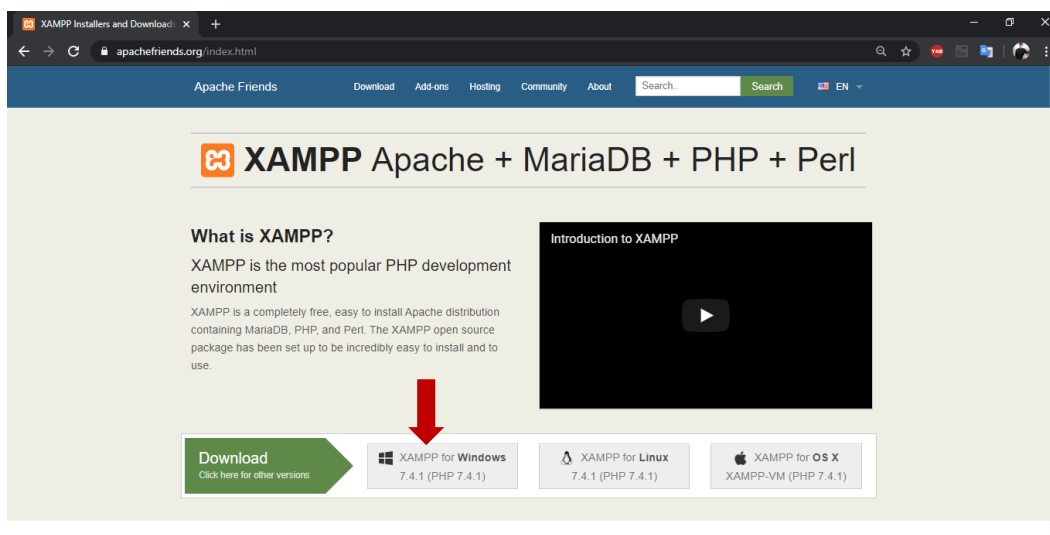 XAMPP Installers and Downloads
apachefriends.org/index.html
YAB
Apache Friends
Download
Add-ons
Hosting
Community
About
Search..
Search
EN
XAMPP Apache + MariaDB + PHP + Perl
What is XAMPP?
XAMPP is the most popular PHP development
environment
XAMPP is a completely free, easy to install Apache distribution
containing MariaDB, PHP, and Perl. The XAMPP open source
package has been set up to be incredibly easy to install and to
use.
Introduction to XAMPP
Download
Click here for other versions
XAMPP for Windows
7.4.1 (PHP 7.4.1)
XAMPP for Linux
7.4.1 (PHP 7.4.1)
XAMPP for OS X
XAMPP-VM (PHP 7.4.1)